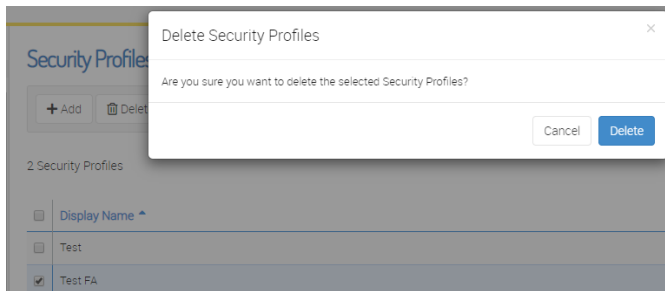 Delete Security Profiles
×
Security Profiles
Are you sure you want to delete the selected Security Profiles?
+ Add Delet
Cancel Delete
2 Security Profiles
Display Name
Test
Test FA